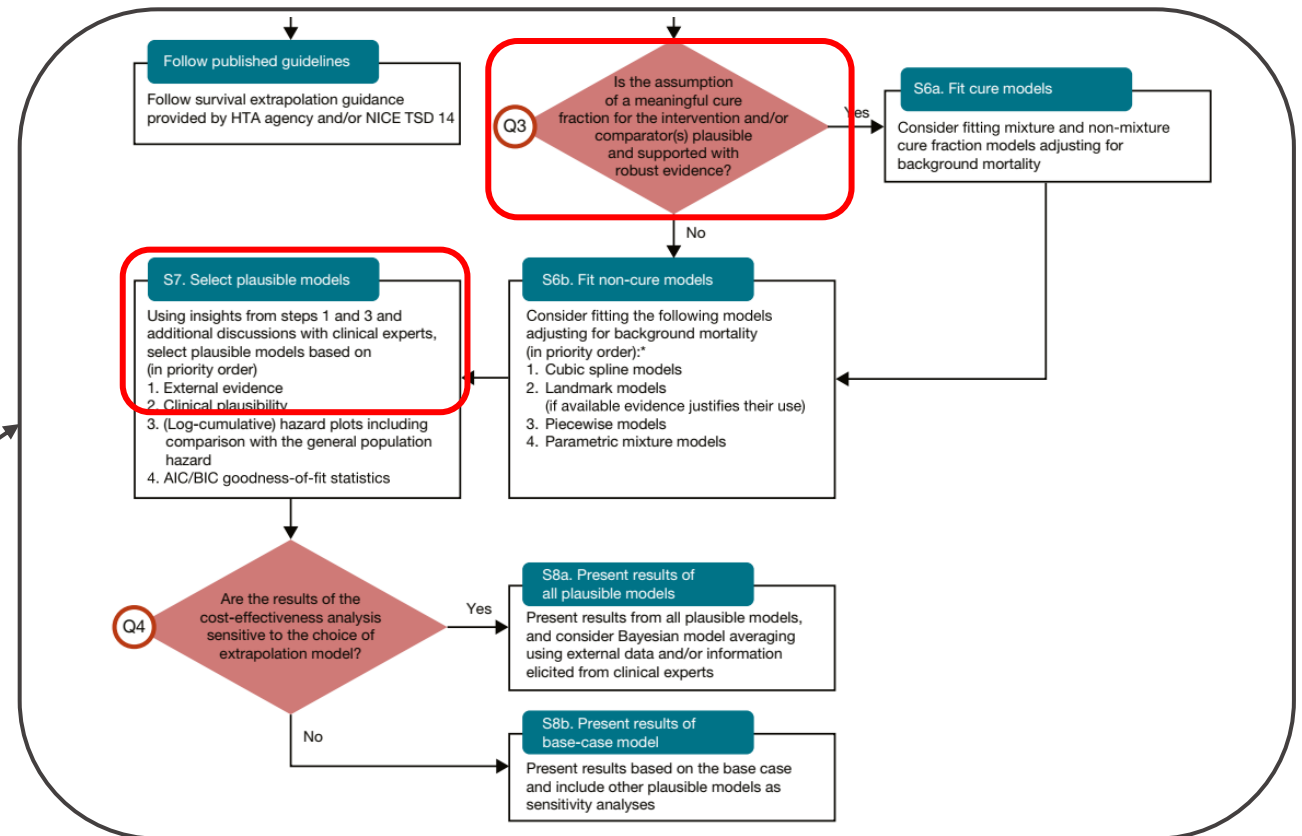 Follow published guidelines
Follow survival extrapolation guidance
provided by HTA agency and/or NICE TSD 14
Q3
Is the assumption
of a meaningful cure
fraction for the intervention and/or
comparator(s) plausible
and supported with
robust evidence?
Yes
S6a. Fit cure models
Consider fitting mixture and non-mixture
cure fraction models adjusting for
background mortality
No
S7. Select plausible models
Using insights from steps 1 and 3 and
additional discussions with clinical experts,
select plausible models based on
(in priority order)
1. External evidence
2. Clinical plausibility
3. (Log-cumulative) hazard plots including
comparison with the general population
hazard
4. AIC/BIC goodness-of-fit statistics
S6b. Fit non-cure models
Consider fitting the following models
adjusting for background mortality
(in priority order):*
1. Cubic spline models
2. Landmark models
(if available evidence justifies their use)
3. Piecewise models
4. Parametric mixture models
Q4
Are the results of the
cost-effectiveness analysis
sensitive to the choice of
extrapolation model?
Yes
S8a. Present results of
all plausible models
Present results from all plausible models,
and consider Bayesian model averaging
using external data and/or information
elicited from clinical experts
No
S8b. Present results of
base-case model
Present results based on the base case
and include other plausible models as
sensitivity analyses